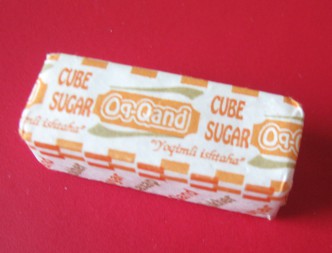 CUBE
SUGAR
Oq-Qand
CUBE
SUGAR
Oq-Qand
"Yoqimli ishtaha"